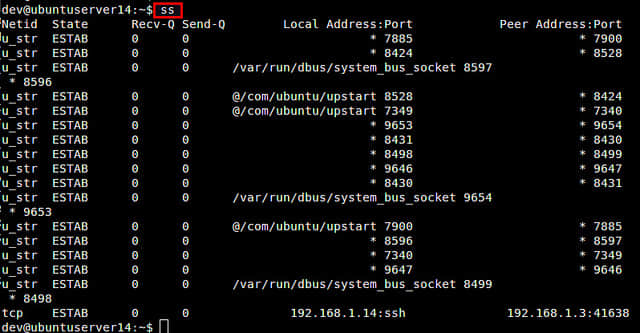 dev@ubuntuserver14:~$ ss
Netid State Recv-Q Send-Q Local Address:Port Peer Address:Port
u_str ESTAB 0 0 * 7885 * 7900
u_str ESTAB 0 0 * 8424 * 8528
u_str ESTAB 0 0 /var/run/dbus/system_bus_socket 8597
* 8596
u_str ESTAB 0 0 @/com/ubuntu/upstart 8528 * 8424
u_str ESTAB 0 0 @/com/ubuntu/upstart 7349 * 7340
u_str ESTAB 0 0 * 9653 * 9654
u_str ESTAB 0 0 * 8431 * 8430
u_str ESTAB 0 0 * 8498 * 8499
u_str ESTAB 0 0 * 9646 * 9647
u_str ESTAB 0 0 * 8430 * 8431
u_str ESTAB 0 0 /var/run/dbus/system_bus_socket 9654
* 9653
u_str ESTAB 0 0 @/com/ubuntu/upstart 7900 * 7885
u_str ESTAB 0 0 * 8596 * 8597
u_str ESTAB 0 0 * 7340 * 7349
u_str ESTAB 0 0 * 9647 * 9646
u_str ESTAB 0 0 /var/run/dbus/system_bus_socket 8499
* 8498
tcp ESTAB 0 0 192.168.1.14:ssh 192.168.1.3:41638
dev@ubuntuserver14:~$